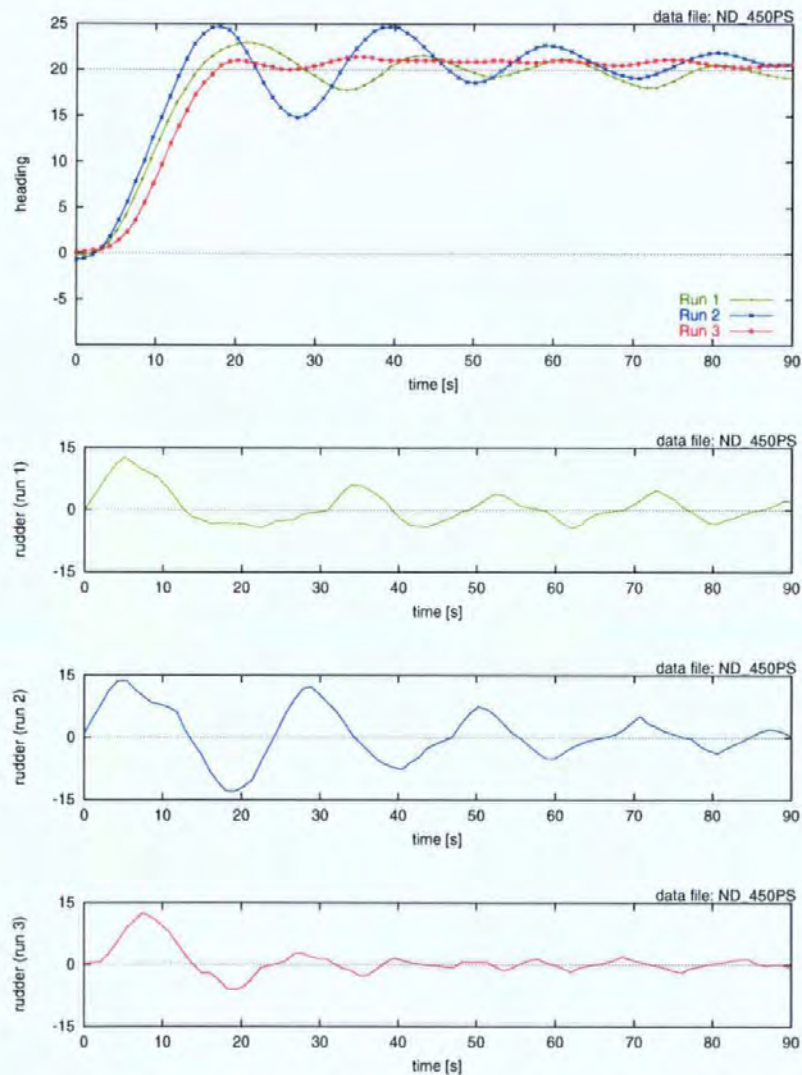 data file: ND_450PS
25
20
15
10
5
0
-5
heading
Run 1
Run 2
Run 3
0 10 20 30 40 50 60 70 80 90
time [s]
data file: ND_450PS
15
0
-15
rudder (run 1)
0 10 20 30 40 50 60 70 80 90
time [s]
data file: ND_450PS
15
0
-15
rudder (run 2)
0 10 20 30 40 50 60 70 80 90
time [s]
data file: ND_450PS
15
0
-15
rudder (run 3)
0 10 20 30 40 50 60 70 80 90
time [s]